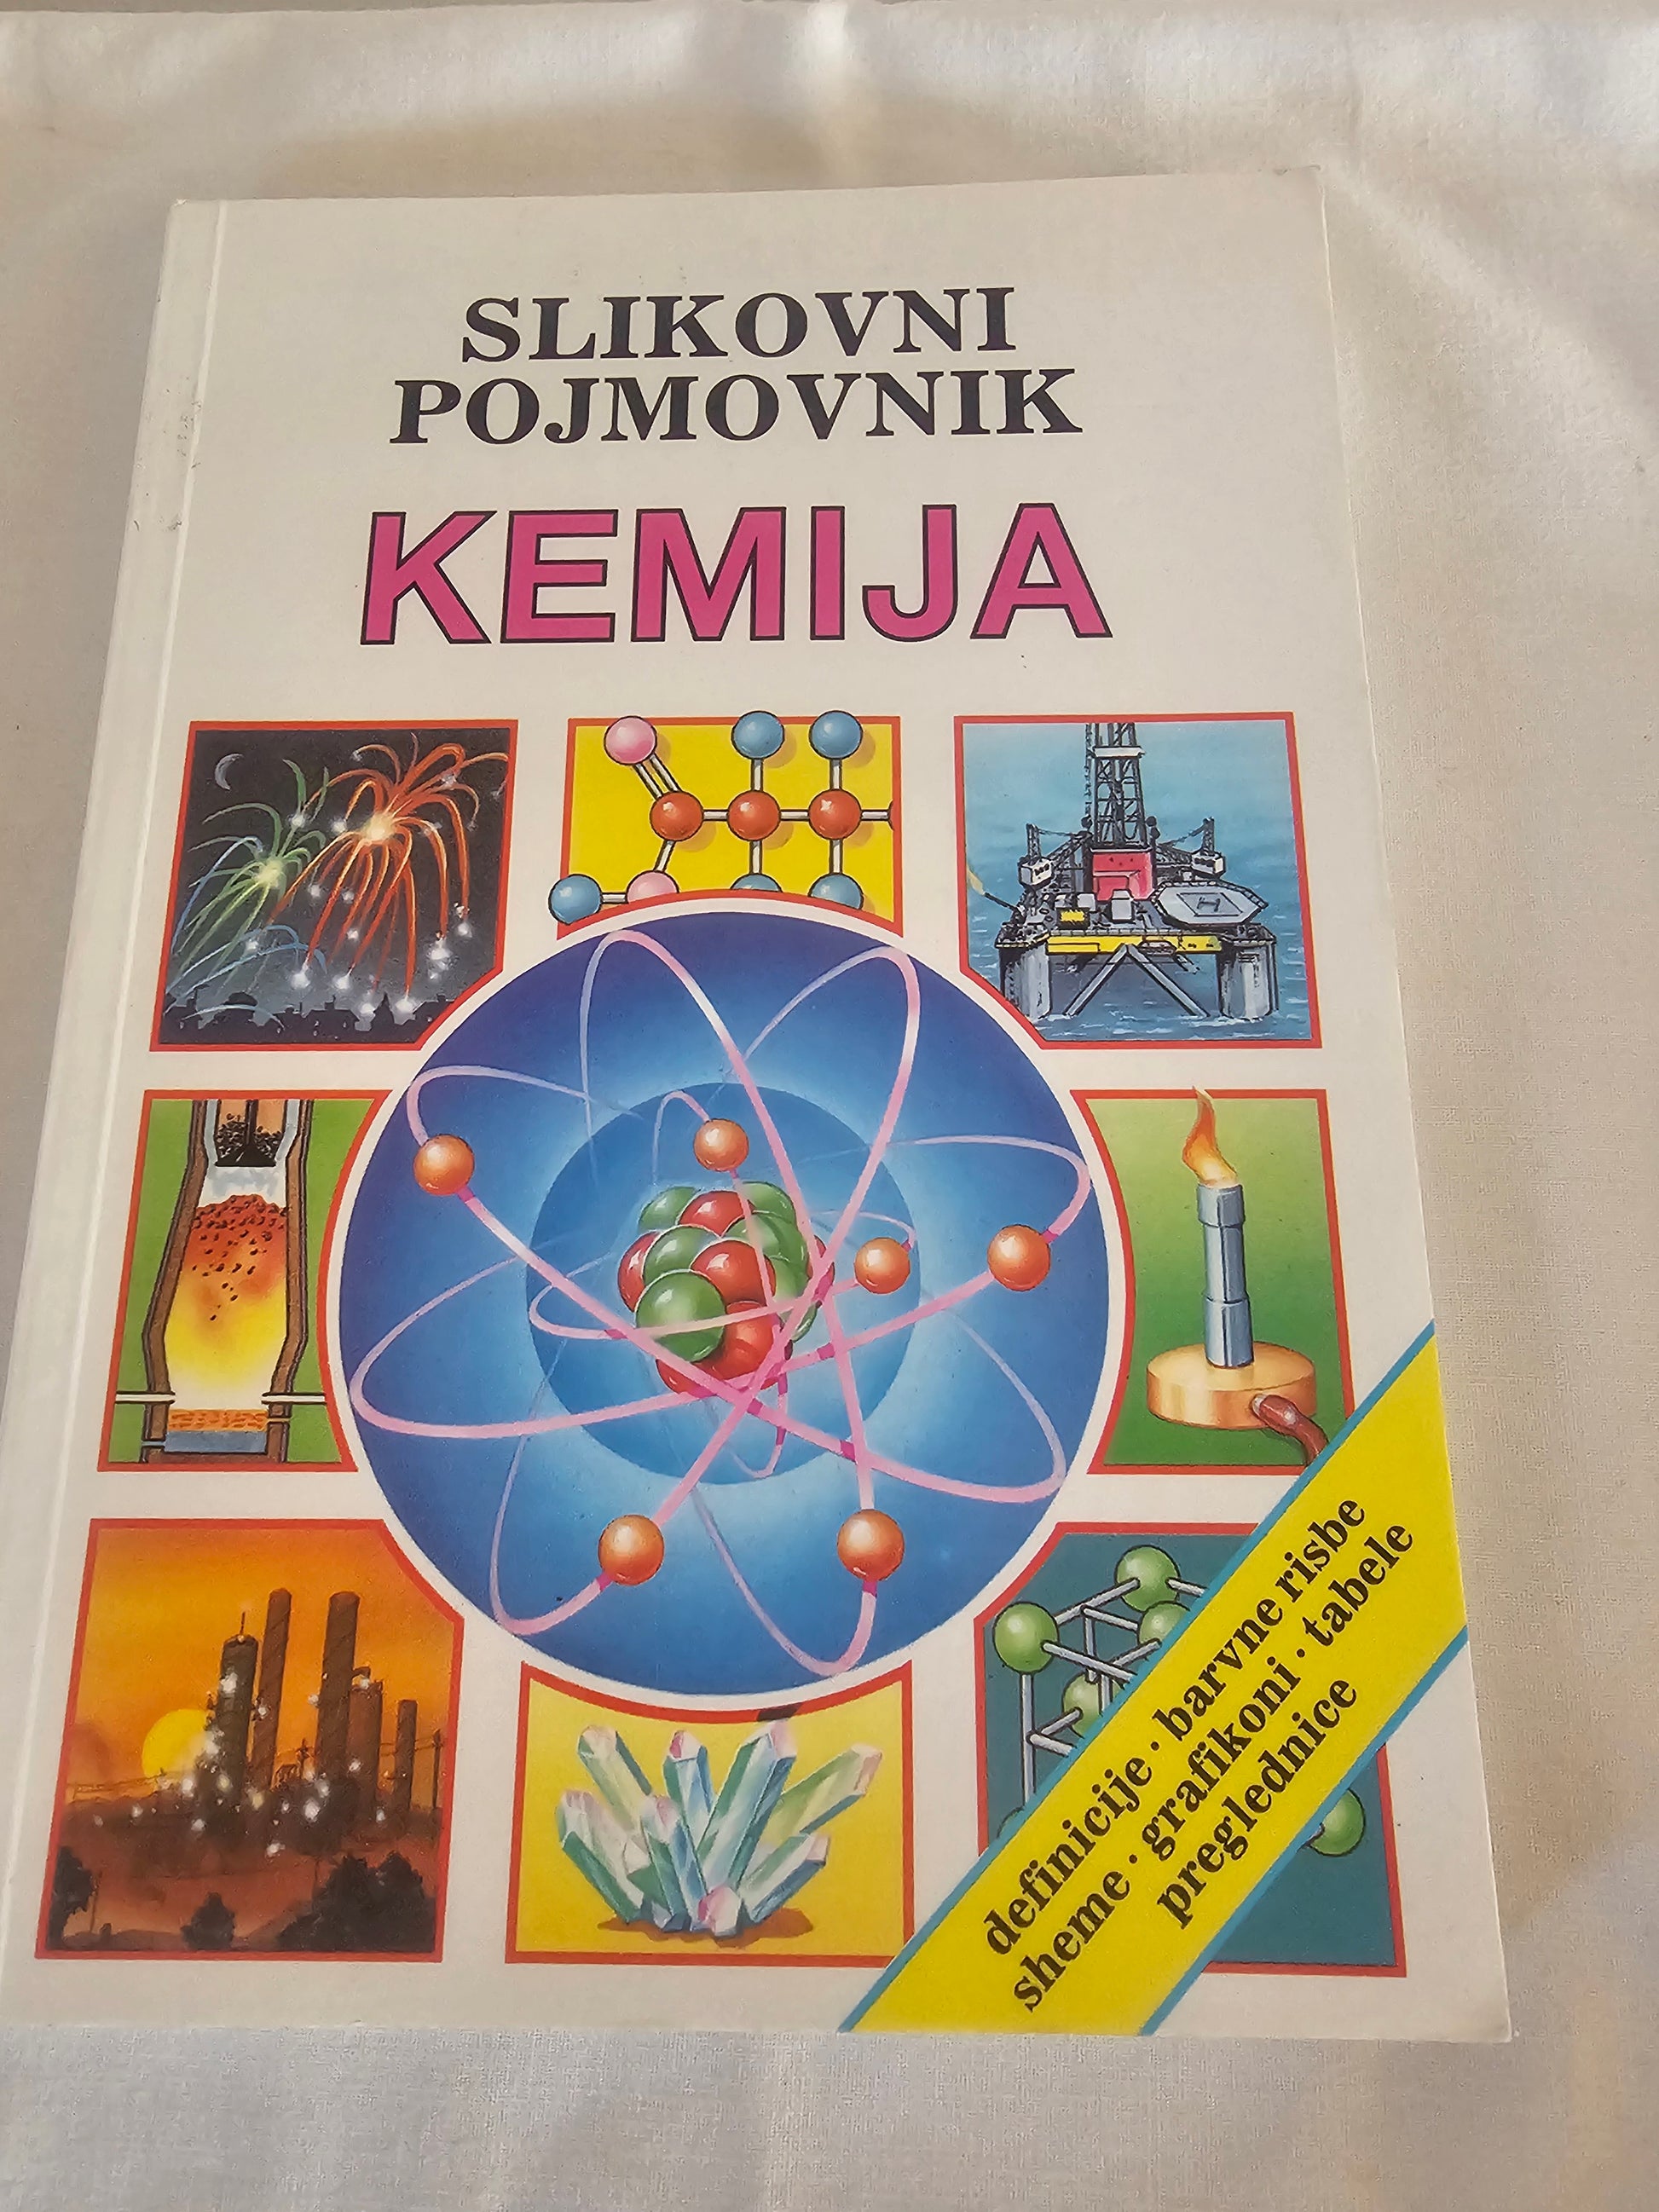 SLIKOVNI
POJMOVNIK
KEMIJA
definicije · barvne risbe
sheme · grafikoni · tabele
preglednice
H